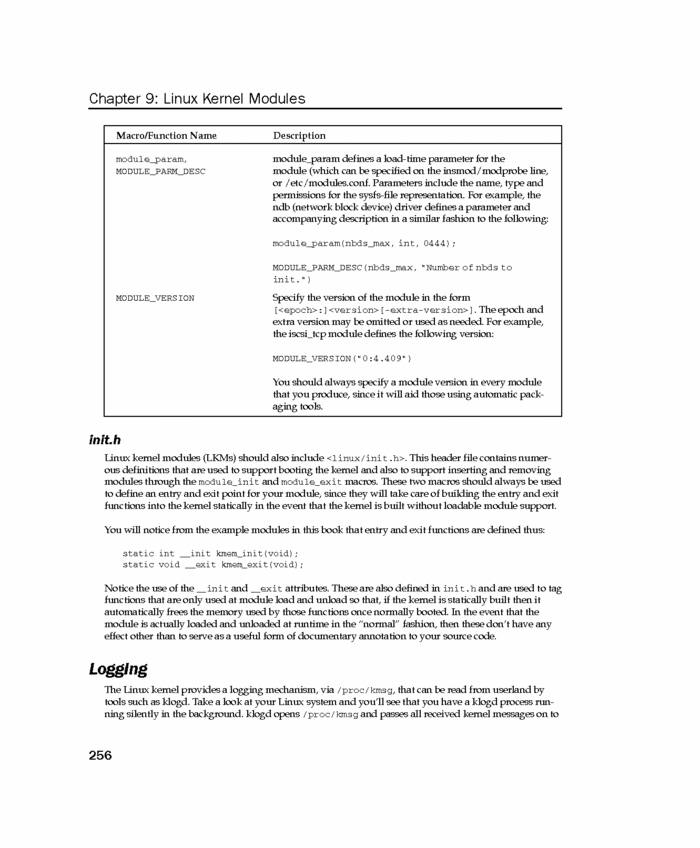 Chapter 9: Linux Kernel Modules
Macro/Function Name Description
module_param, module_param defines a load-time parameter for the
MODULE_PARM_DESC module (which can be specified on the insmod/modprobe line,
or /etc/modules.conf. Parameters include the name, type and
permissions for the sysfs-file representation. For example, the
ndb (network block device) driver defines a parameter and
accompanying description in a similar fashion to the following:
module_param(nbds_max, int, 0444);
MODULE_PARM_DESC(nbds_max, "Number of nbds to
init.")
MODULE_VERSION Specify the version of the module in the form
[<epoch>:]<version>[-extra-version>]. The epoch and
extra version may be omitted or used as needed. For example,
the iscsi_tcp module defines the following version:
MODULE_VERSION("0:4.409")
You should always specify a module version in every module
that you produce, since it will aid those using automatic pack-
aging tools.
init.h
Linux kernel modules (LKMs) should also include <linux/init.h>. This header file contains numer-
ous definitions that are used to support booting the kernel and also to support inserting and removing
modules through the module_init and module_exit macros. These two macros should always be used
to define an entry and exit point for your module, since they will take care of building the entry and exit
functions into the kernel statically in the event that the kernel is built without loadable module support.
You will notice from the example modules in this book that entry and exit functions are defined thus:
static int __init kmem_init(void);
static void __exit kmem_exit(void);
Notice the use of the __init and __exit attributes. These are also defined in init.h and are used to tag
functions that are only used at module load and unload so that, if the kernel is statically built then it
automatically frees the memory used by those functions once normally booted. In the event that the
module is actually loaded and unloaded at runtime in the “normal” fashion, then these don’t have any
effect other than to serve as a useful form of documentary annotation to your source code.
Logging
The Linux kernel provides a logging mechanism, via /proc/kmsg, that can be read from userland by
tools such as klogd. Take a look at your Linux system and you’ll see that you have a klogd process run-
ning silently in the background. klogd opens /proc/kmsg and passes all received kernel messages on to
256